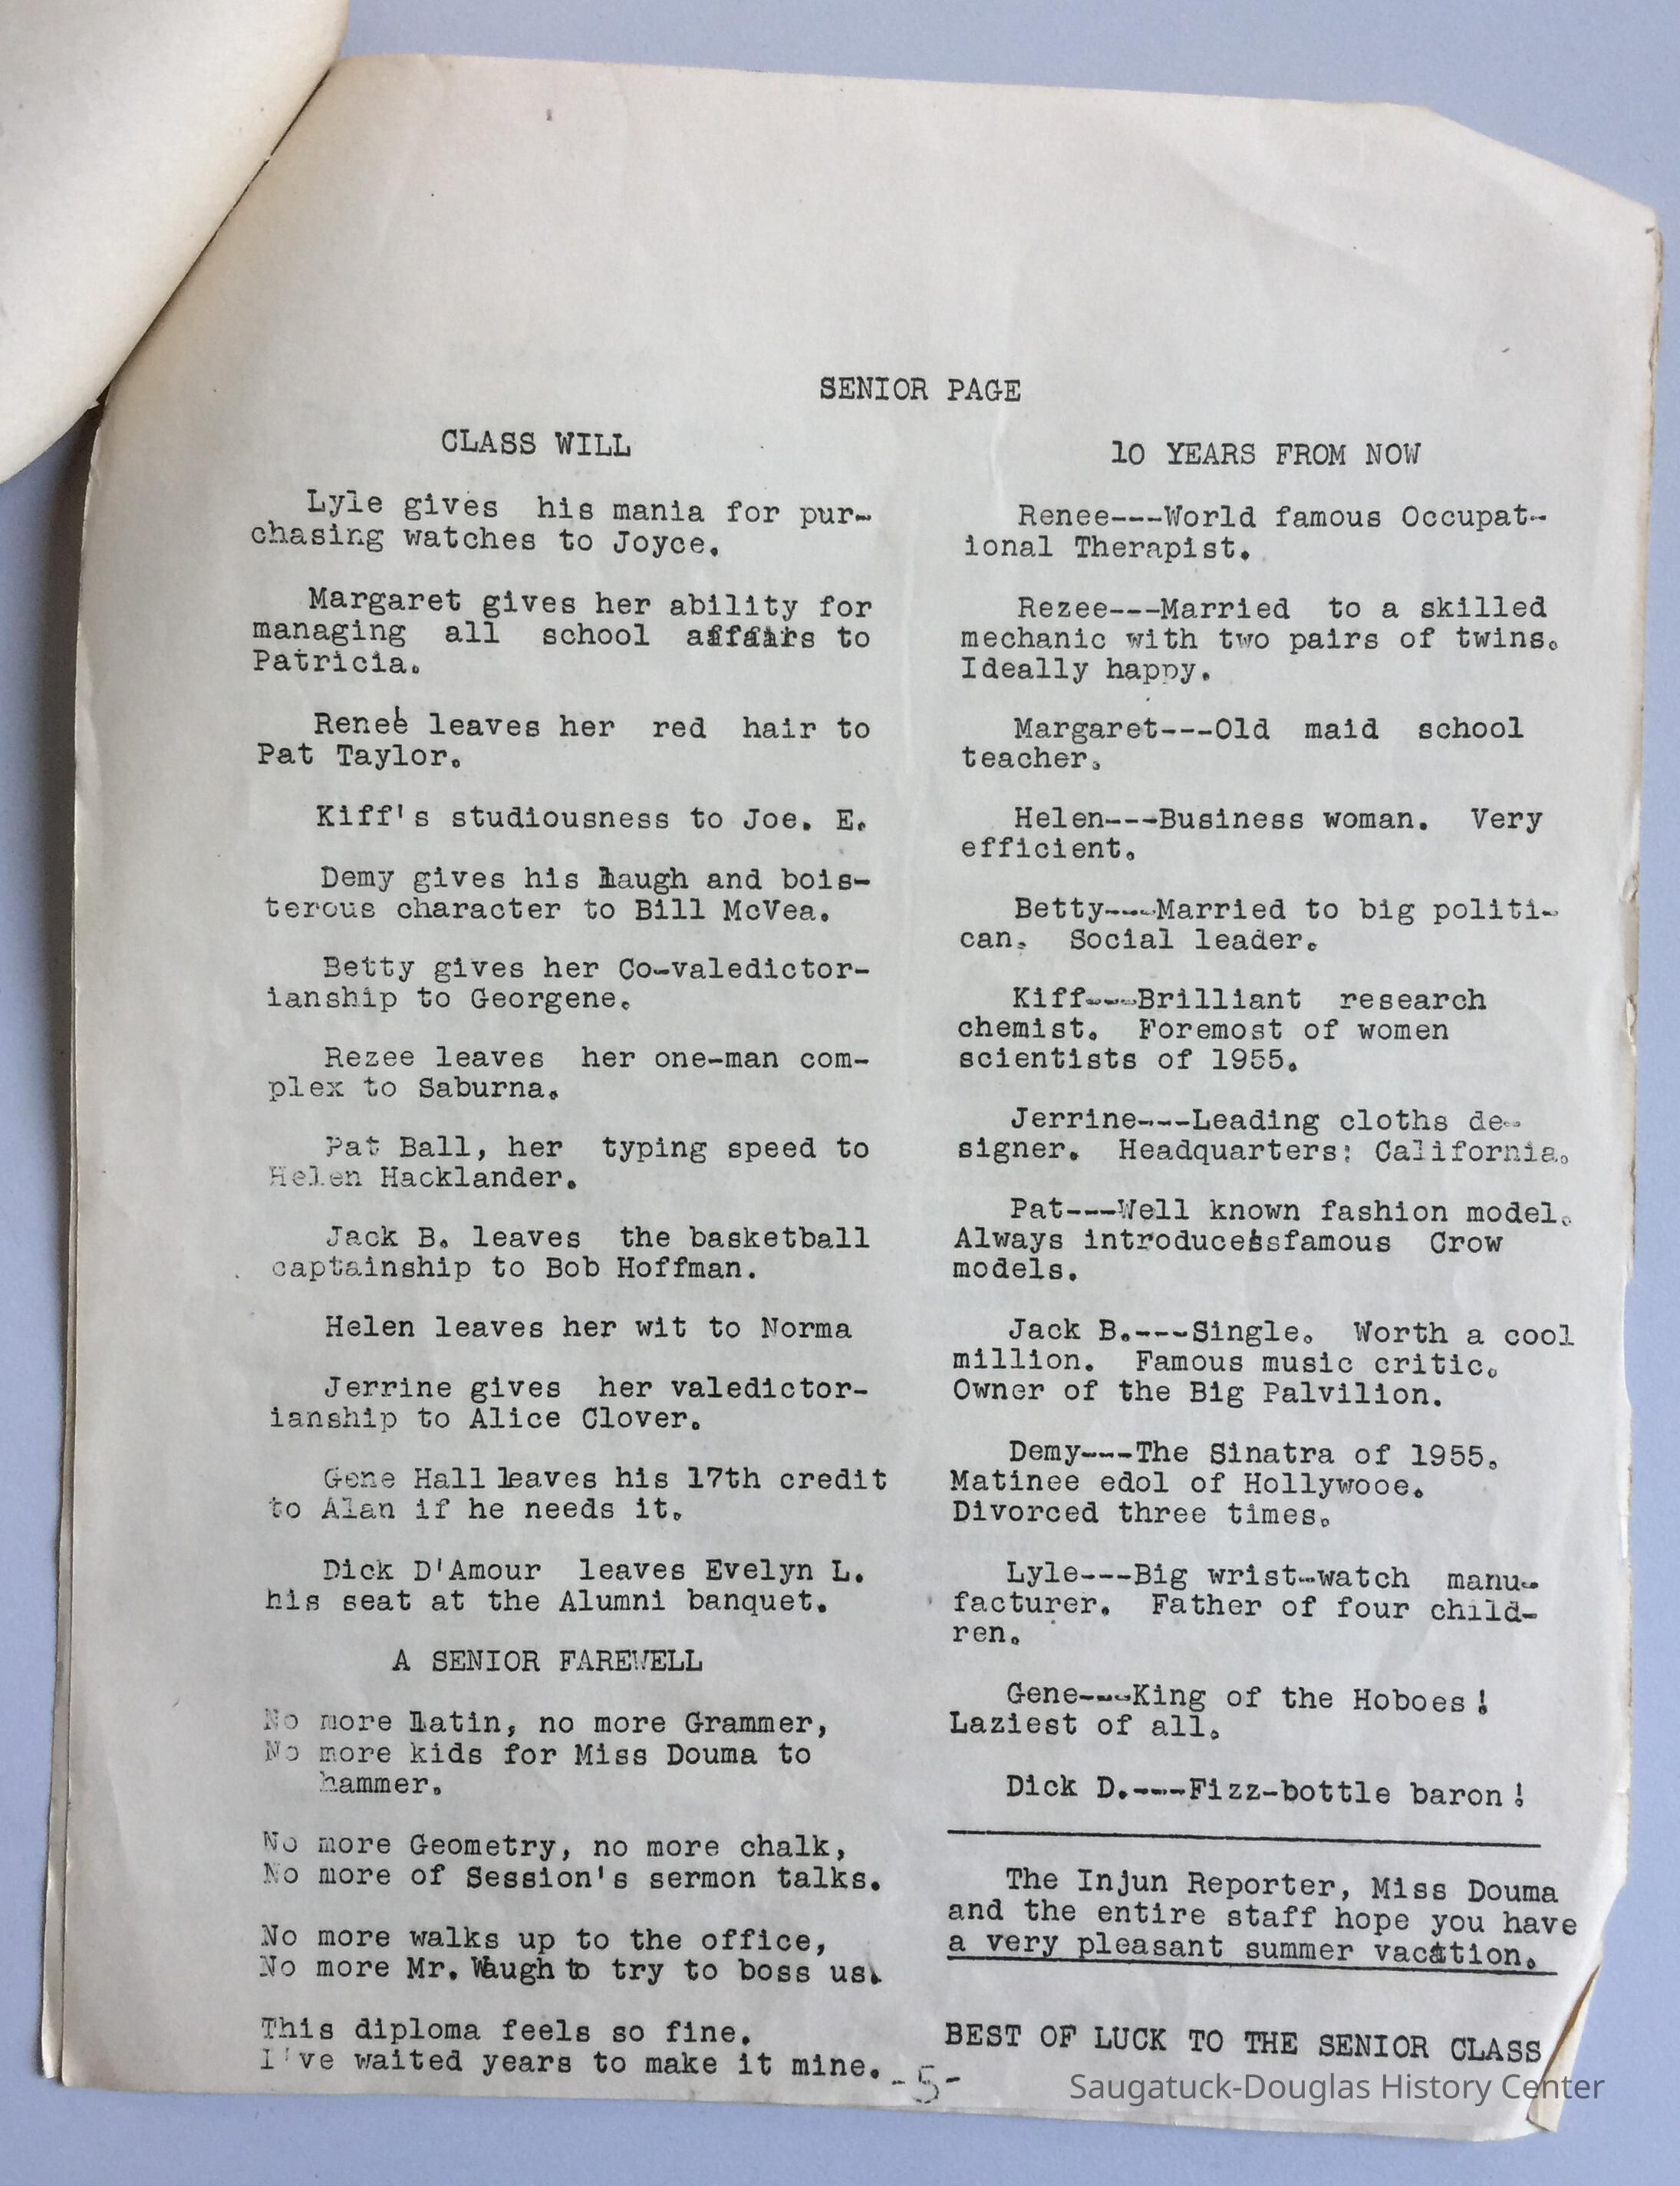 SENIOR PAGE
CLASS WILL
Lyle gives his mania for pur-
chasing watches to Joyce.
Margaret gives her ability for
managing all school affairs to
Patricia.
Reneé leaves her red hair to
Pat Taylor.
Kiff's studiousness to Joe. E.
Demy gives his laugh and bois-
terous character to Bill McVea.
Betty gives her Co-valedictor-
ianship to Georgene.
Rezee leaves her one-man com-
plex to Saburna.
Pat Ball, her typing speed to
Helen Hacklander.
Jack B. leaves the basketball
captainship to Bob Hoffman.
Helen leaves her wit to Norma
Jerrine gives her valedictor-
ianship to Alice Clover.
Gene Hall leaves his 17th credit
to Alan if he needs it.
Dick D'Amour leaves Evelyn L.
his seat at the Alumni banquet.
A SENIOR FAREWELL
No more Latin, no more Grammer,
No more kids for Miss Douma to
hammer.
No more Geometry, no more chalk,
No more of Session's sermon talks.
No more walks up to the office,
No more Mr. Waugh to try to boss us.
This diploma feels so fine.
I've waited years to make it mine.
10 YEARS FROM NOW
Renee---World famous Occupat-
ional Therapist.
Rezee---Married to a skilled
mechanic with two pairs of twins.
Ideally happy.
Margaret---Old maid school
teacher.
Helen---Business woman. Very
efficient.
Betty---Married to big politi-
can. Social leader.
Kiff---Brilliant research
chemist. Foremost of women
scientists of 1955.
Jerrine---Leading cloths de-
signer. Headquarters: California.
Pat---Well known fashion model.
Always introducessfamous Crow
models.
Jack B.---Single. Worth a cool
million. Famous music critic.
Owner of the Big Palvilion.
Demy---The Sinatra of 1955.
Matinee edol of Hollywooe.
Divorced three times.
Lyle---Big wrist-watch manu-
facturer. Father of four child-
ren.
Gene---King of the Hoboes!
Laziest of all.
Dick D.---Fizz-bottle baron!
The Injun Reporter, Miss Douma
and the entire staff hope you have
a very pleasant summer vacation.
BEST OF LUCK TO THE SENIOR CLASS
-5-
Saugatuck-Douglas History Center